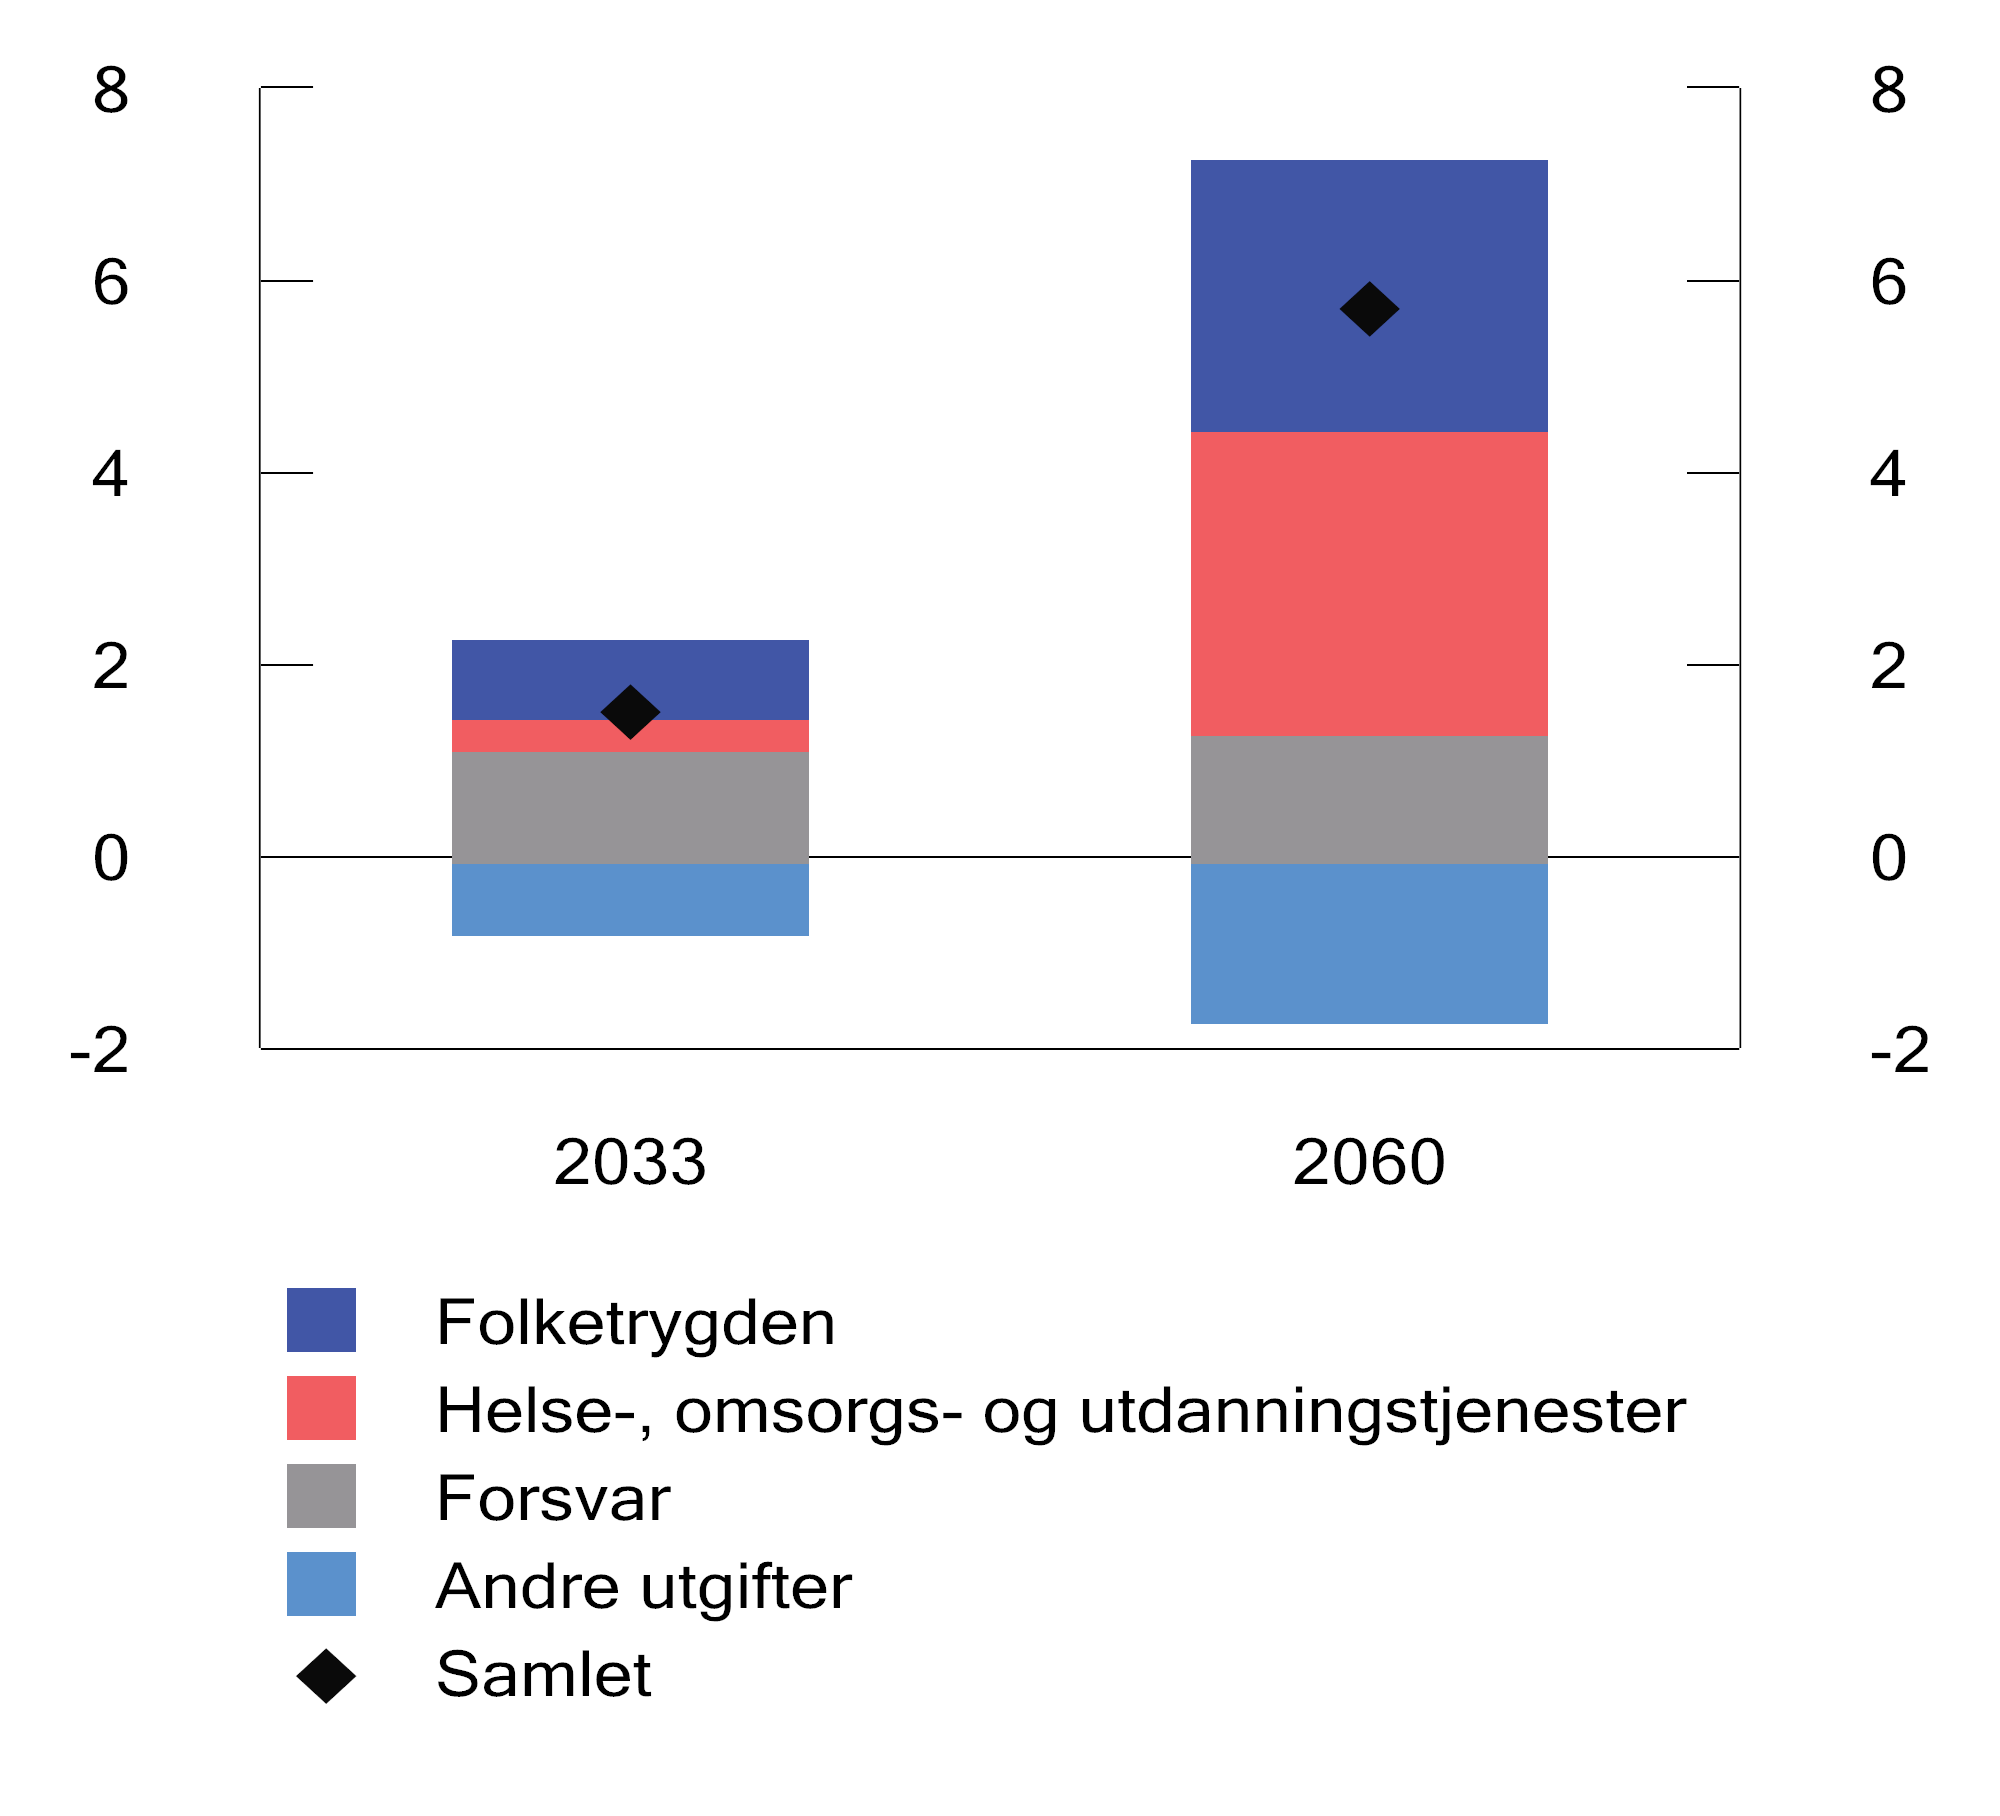 8 8
6 6
4 4
2 2
0 0
-2 -2
2033 2060
Folketrygden
Helse-, omsorgs- og utdanningstjenester
Forsvar
Andre utgifter
Samlet